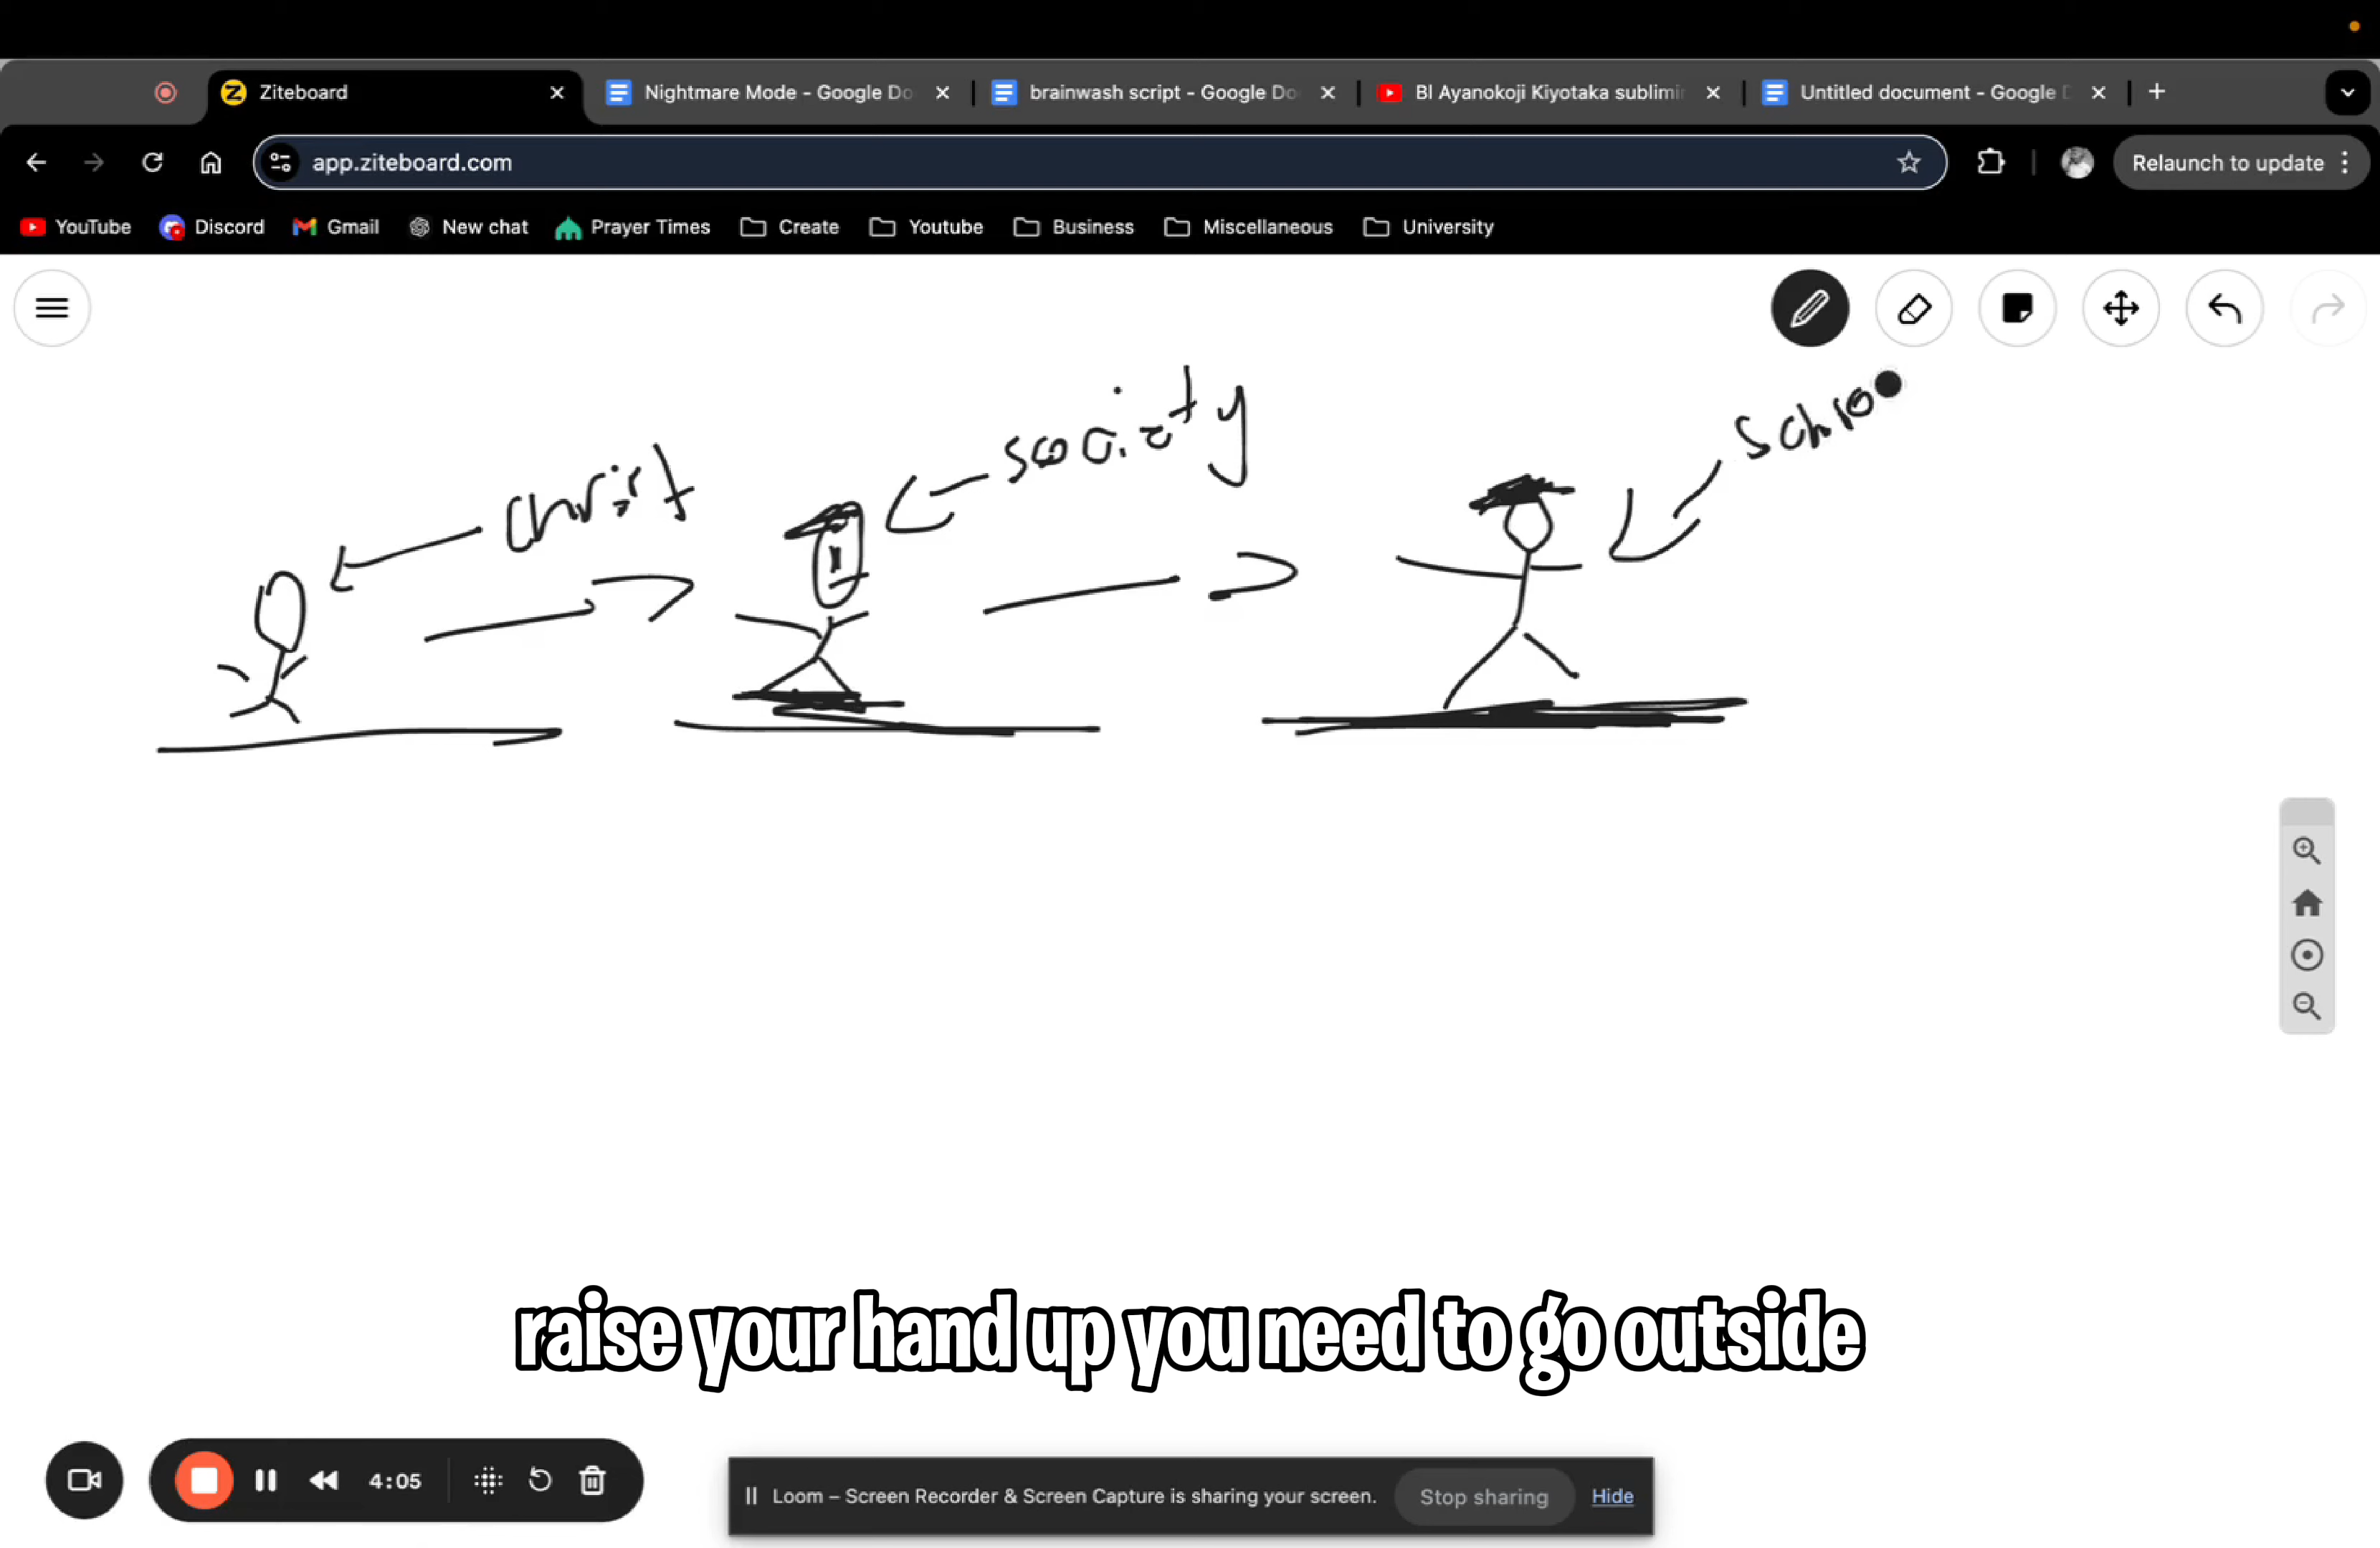 Ziteboard
Nightmare Mode - Google Do
brainwash script - Google Do
BI Ayanokoji Kiyotaka sublimi
Untitled document - Google D
app.ziteboard.com
Relaunch to update
YouTube
Discord
Gmail
New chat
Prayer Times
Create
Youtube
Business
Miscellaneous
University
society
raise your hand up you need to go outside
4:05
Loom – Screen Recorder & Screen Capture is sharing your screen.
Stop sharing
Hide